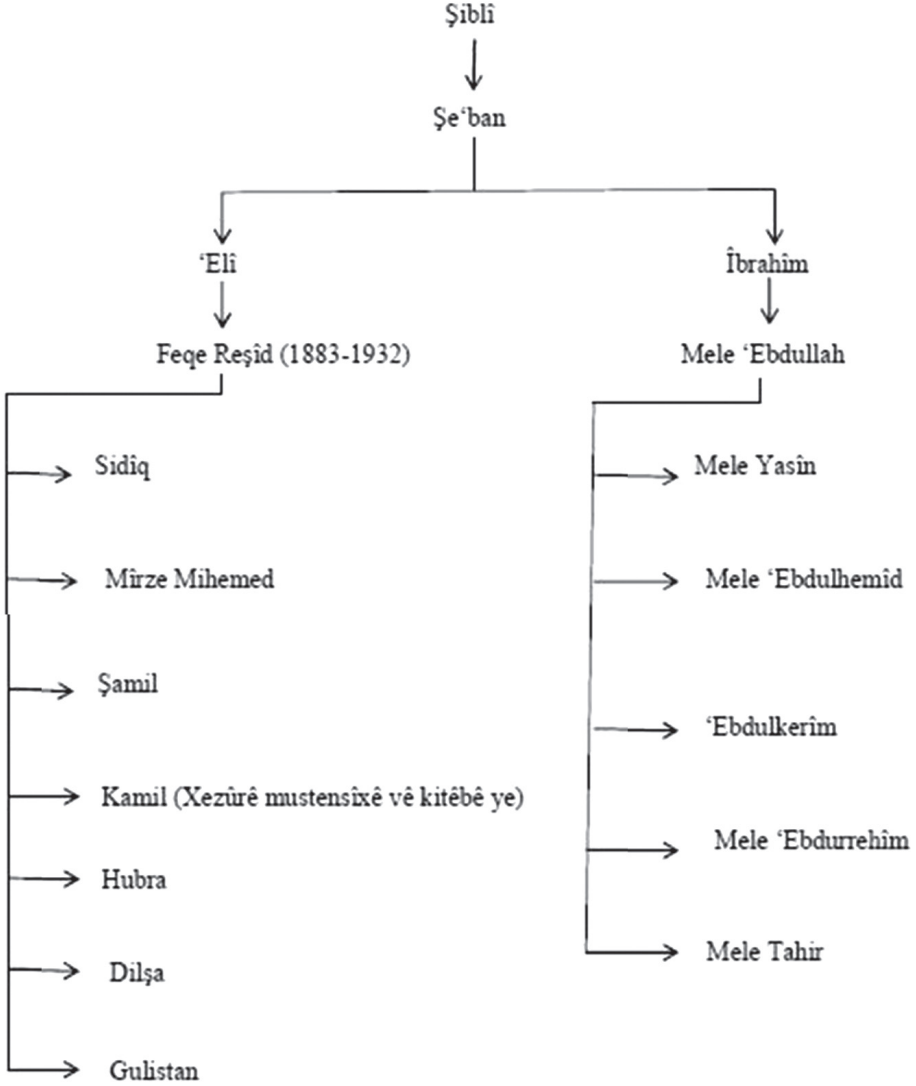 Şiblî
Şe‘ban
‘Elî
Îbrahîm
Feqe Reşîd (1883-1932)
Mele ‘Ebdullah
Sidîq
Mîrze Mihemed
Şamil
Kamil (Xezûrê mustensîxê vê kitêbê ye)
Hubra
Dilşa
Gulistan
Mele Yasîn
Mele ‘Ebdulhemîd
‘Ebdulkerîm
Mele ‘Ebdurrehîm
Mele Tahir